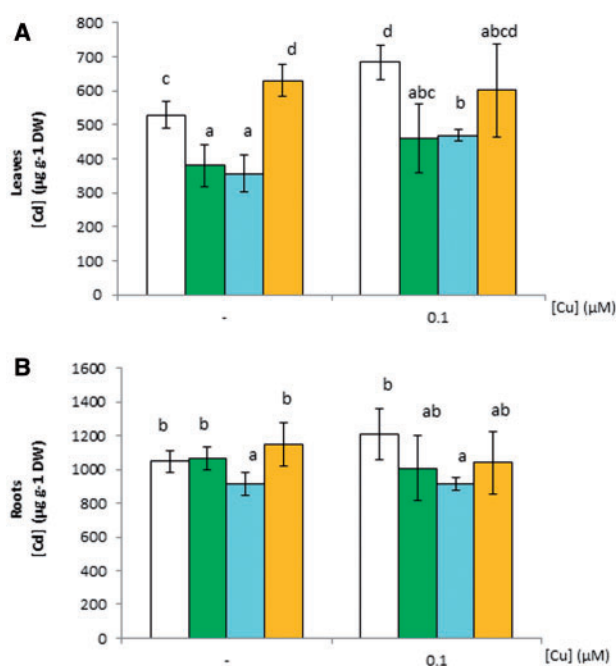 A
Leaves
[Cd] (µg g-1 DW)
800
700
600
500
400
300
200
100
0
c
a
a
d
d
abc
b
abcd
-
0.1
[Cu] (µM)
B
Roots
[Cd] (µg g-1 DW)
1600
1400
1200
1000
800
600
400
200
0
b
b
a
b
b
ab
a
ab
-
0.1
[Cu] (µM)